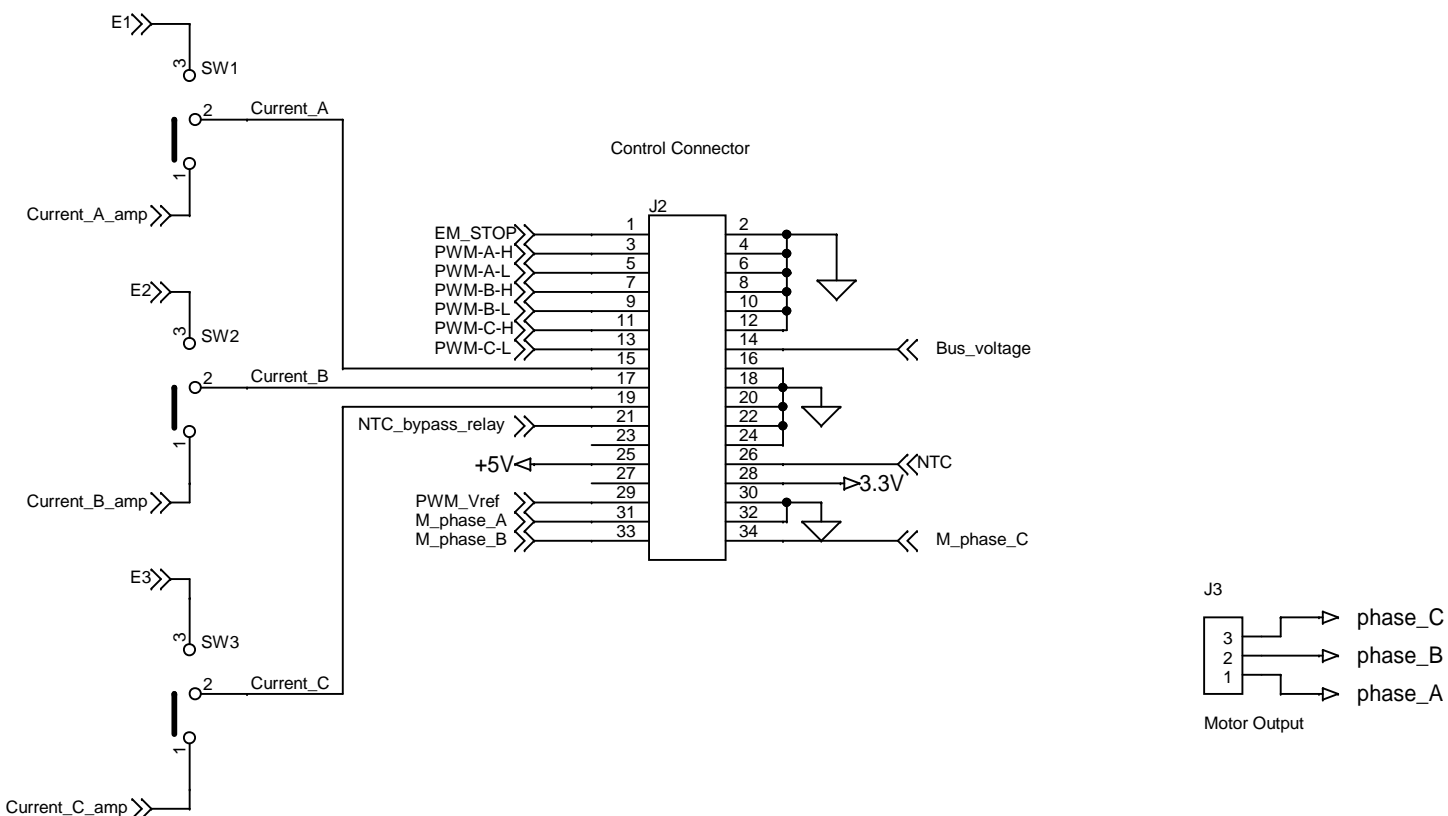 E1
3
SW1
2
Current_A
1
Current_A_amp
E2
3
SW2
2
Current_B
1
Current_B_amp
E3
3
SW3
2
Current_C
1
Current_C_amp
Control Connector
J2
EM_STOP 1 2
PWM-A-H 3 4
PWM-A-L 5 6
PWM-B-H 7 8
PWM-B-L 9 10
PWM-C-H 11 12
PWM-C-L 13 14 Bus_voltage
15 16
17 18
19 20
NTC_bypass_relay 21 22
23 24
+5V 25 26 NTC
27 28 3.3V
PWM_Vref 29 30
M_phase_A 31 32
M_phase_B 33 34 M_phase_C
J3
3 phase_C
2 phase_B
1 phase_A
Motor Output